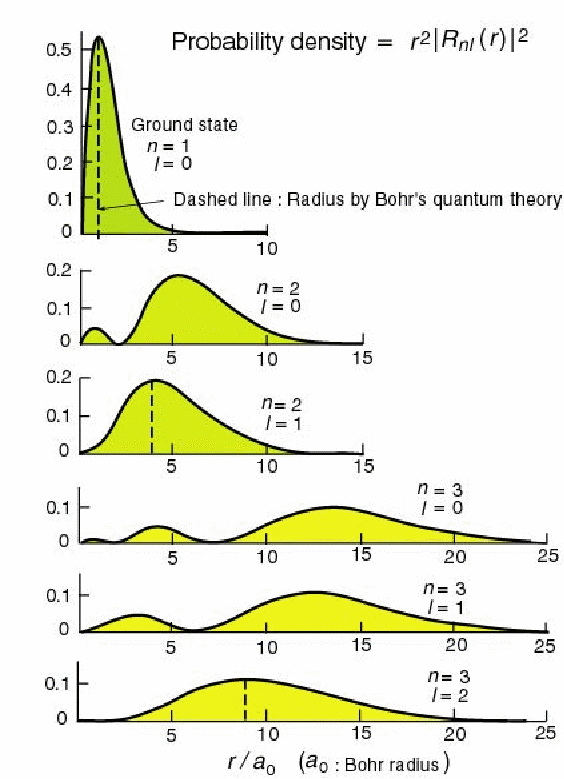 Probability density = r²|Rnl(r)|²
0.5
0.4
0.3
0.2
0.1
0
Ground state
n = 1
l = 0
Dashed line : Radius by Bohr's quantum theory
5 10
0.2
0.1
0
n = 2
l = 0
5 10 15
0.2
0.1
0
n = 2
l = 1
5 10 15
0.1
0
n = 3
l = 0
5 10 15 20 25
0.1
0
n = 3
l = 1
5 10 15 20 25
0.1
0
n = 3
l = 2
5 10 15 20 25
r / a₀ (a₀ : Bohr radius)